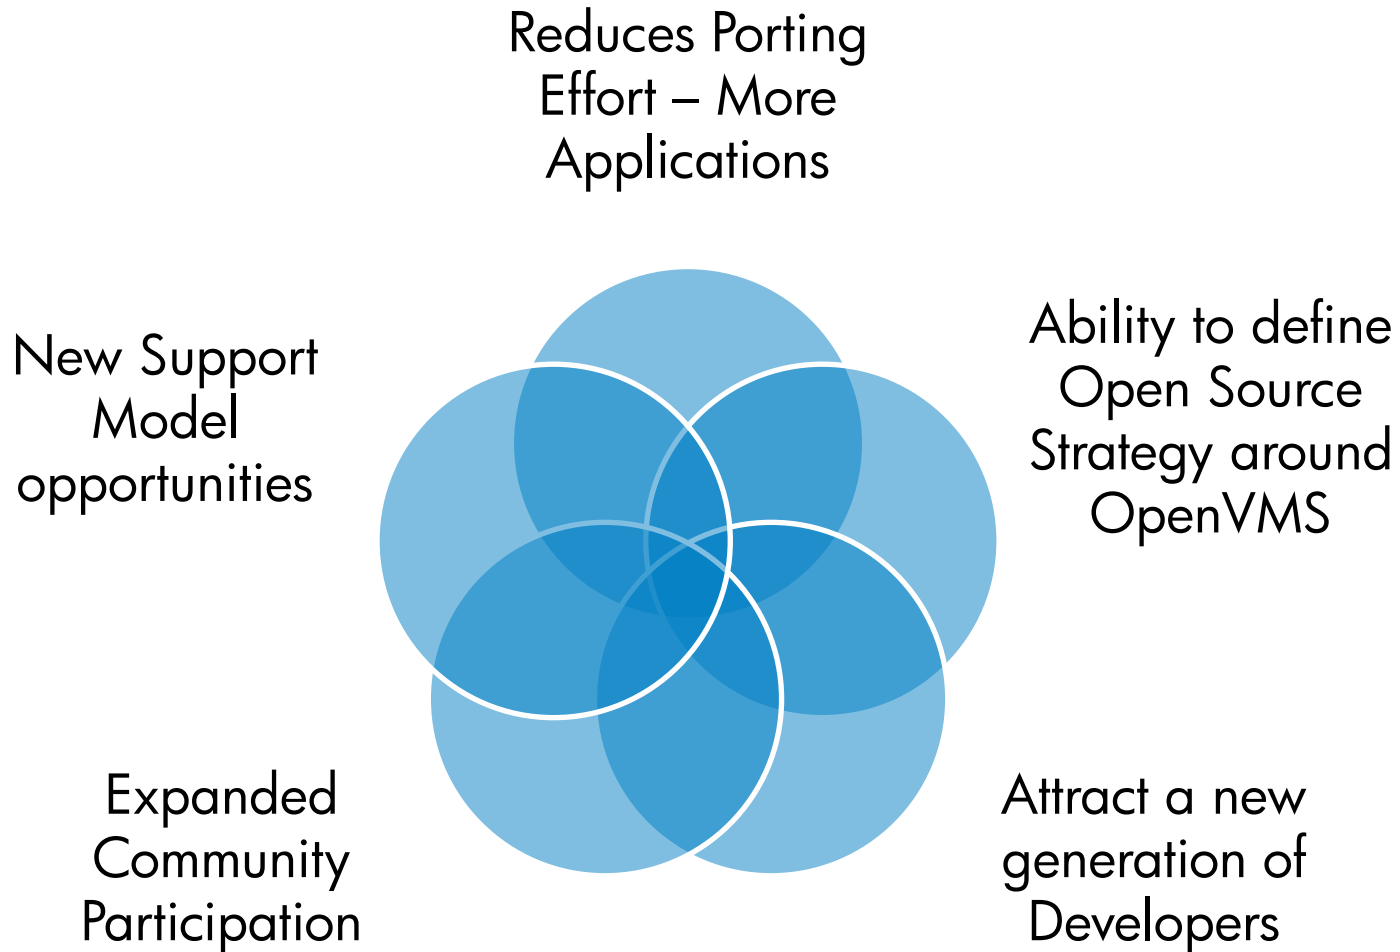 Reduces Porting
Effort – More
Applications
New Support
Model
opportunities
Ability to define
Open Source
Strategy around
OpenVMS
Expanded
Community
Participation
Attract a new
generation of
Developers